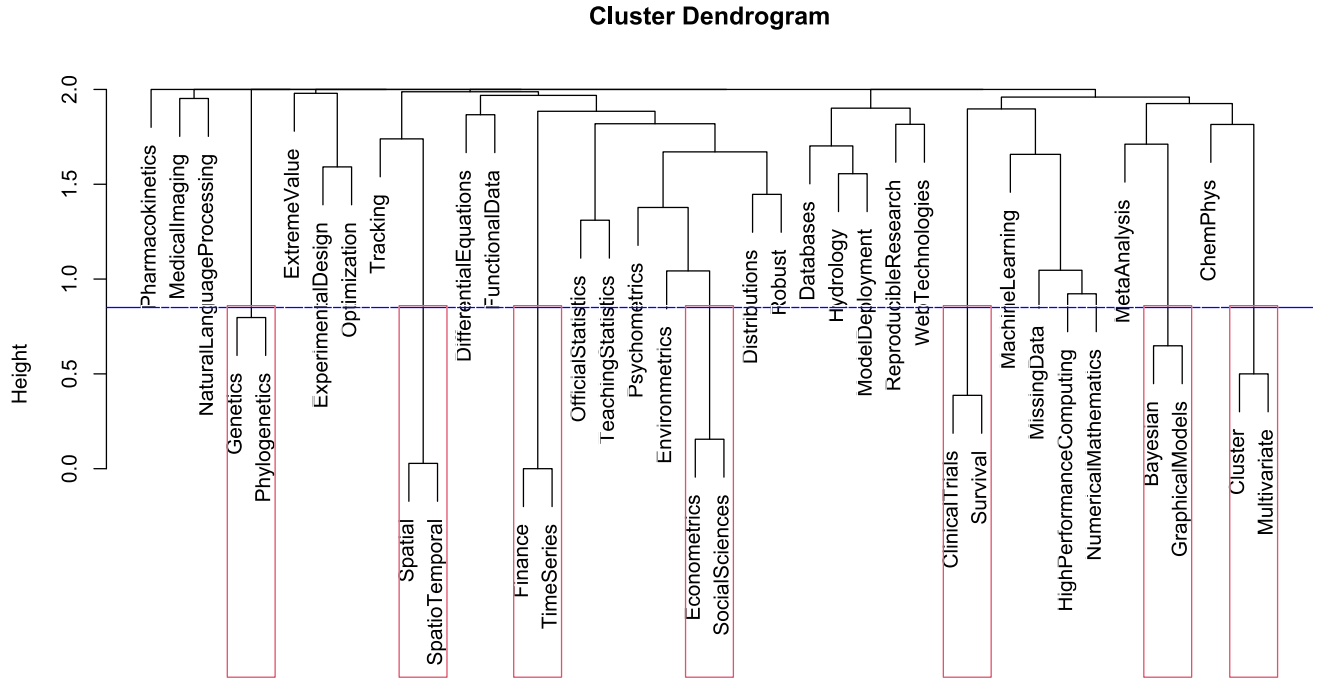 Cluster Dendrogram
Height
2.0
1.5
1.0
0.5
0.0
Pharmacokinetics
MedicalImaging
NaturalLanguageProcessing
Genetics
Phylogenetics
ExtremeValue
ExperimentalDesign
Optimization
Tracking
Spatial
SpatioTemporal
DifferentialEquations
FunctionalData
Finance
TimeSeries
OfficialStatistics
TeachingStatistics
Psychometrics
Environmetrics
Econometrics
SocialSciences
Distributions
Robust
Databases
Hydrology
ModelDeployment
ReproducibleResearch
WebTechnologies
ClinicalTrials
Survival
MachineLearning
MissingData
HighPerformanceComputing
NumericalMathematics
MetaAnalysis
Bayesian
GraphicalModels
ChemPhys
Cluster
Multivariate